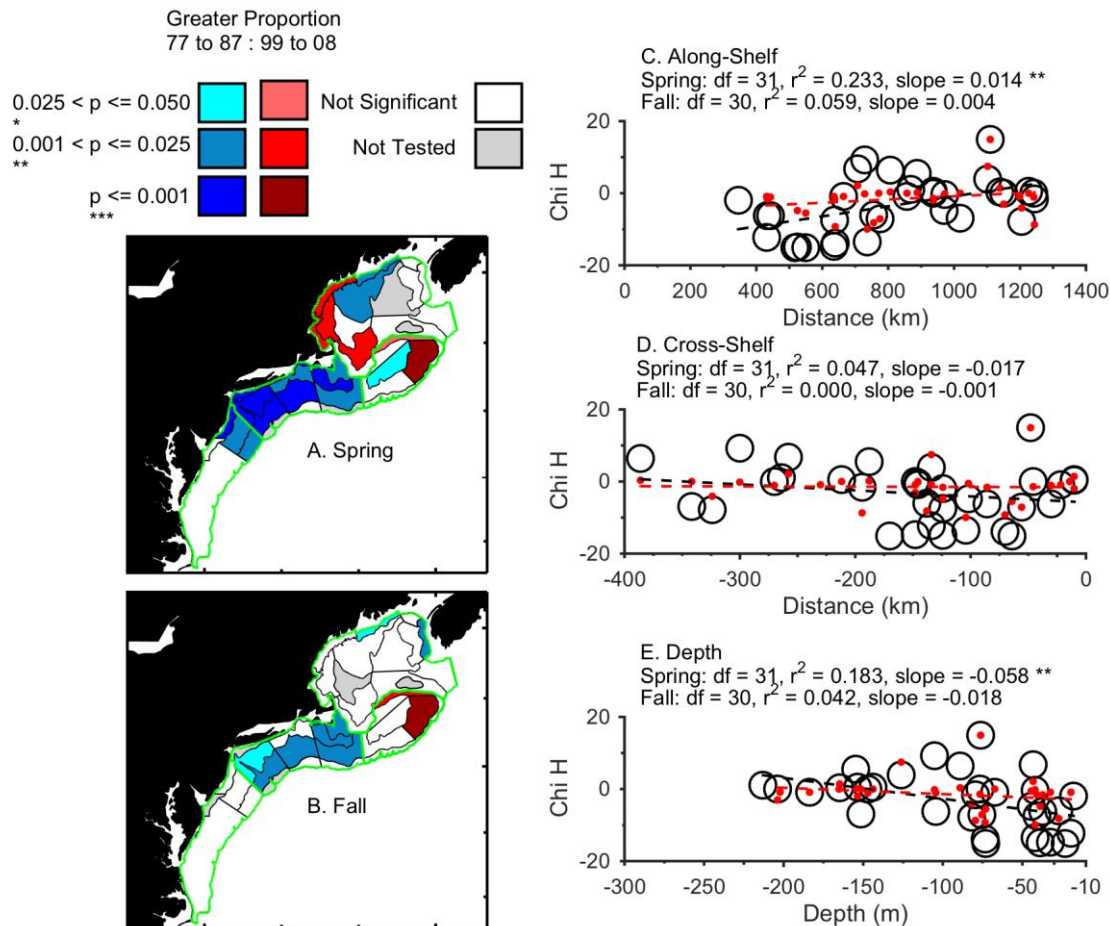 Greater Proportion
77 to 87 : 99 to 08
0.025 < p <= 0.050
*
0.001 < p <= 0.025
**
p <= 0.001
***
Not Significant
Not Tested
A. Spring
B. Fall
C. Along-Shelf
Spring: df = 31, r² = 0.233, slope = 0.014 **
Fall: df = 30, r² = 0.059, slope = 0.004
20
0
-20
Chi H
0 200 400 600 800 1000 1200 1400
Distance (km)
D. Cross-Shelf
Spring: df = 31, r² = 0.047, slope = -0.017
Fall: df = 30, r² = 0.000, slope = -0.001
20
0
-20
Chi H
-400 -300 -200 -100 0
Distance (km)
E. Depth
Spring: df = 31, r² = 0.183, slope = -0.058 **
Fall: df = 30, r² = 0.042, slope = -0.018
20
0
-20
Chi H
-300 -250 -200 -150 -100 -50 -10
Depth (m)